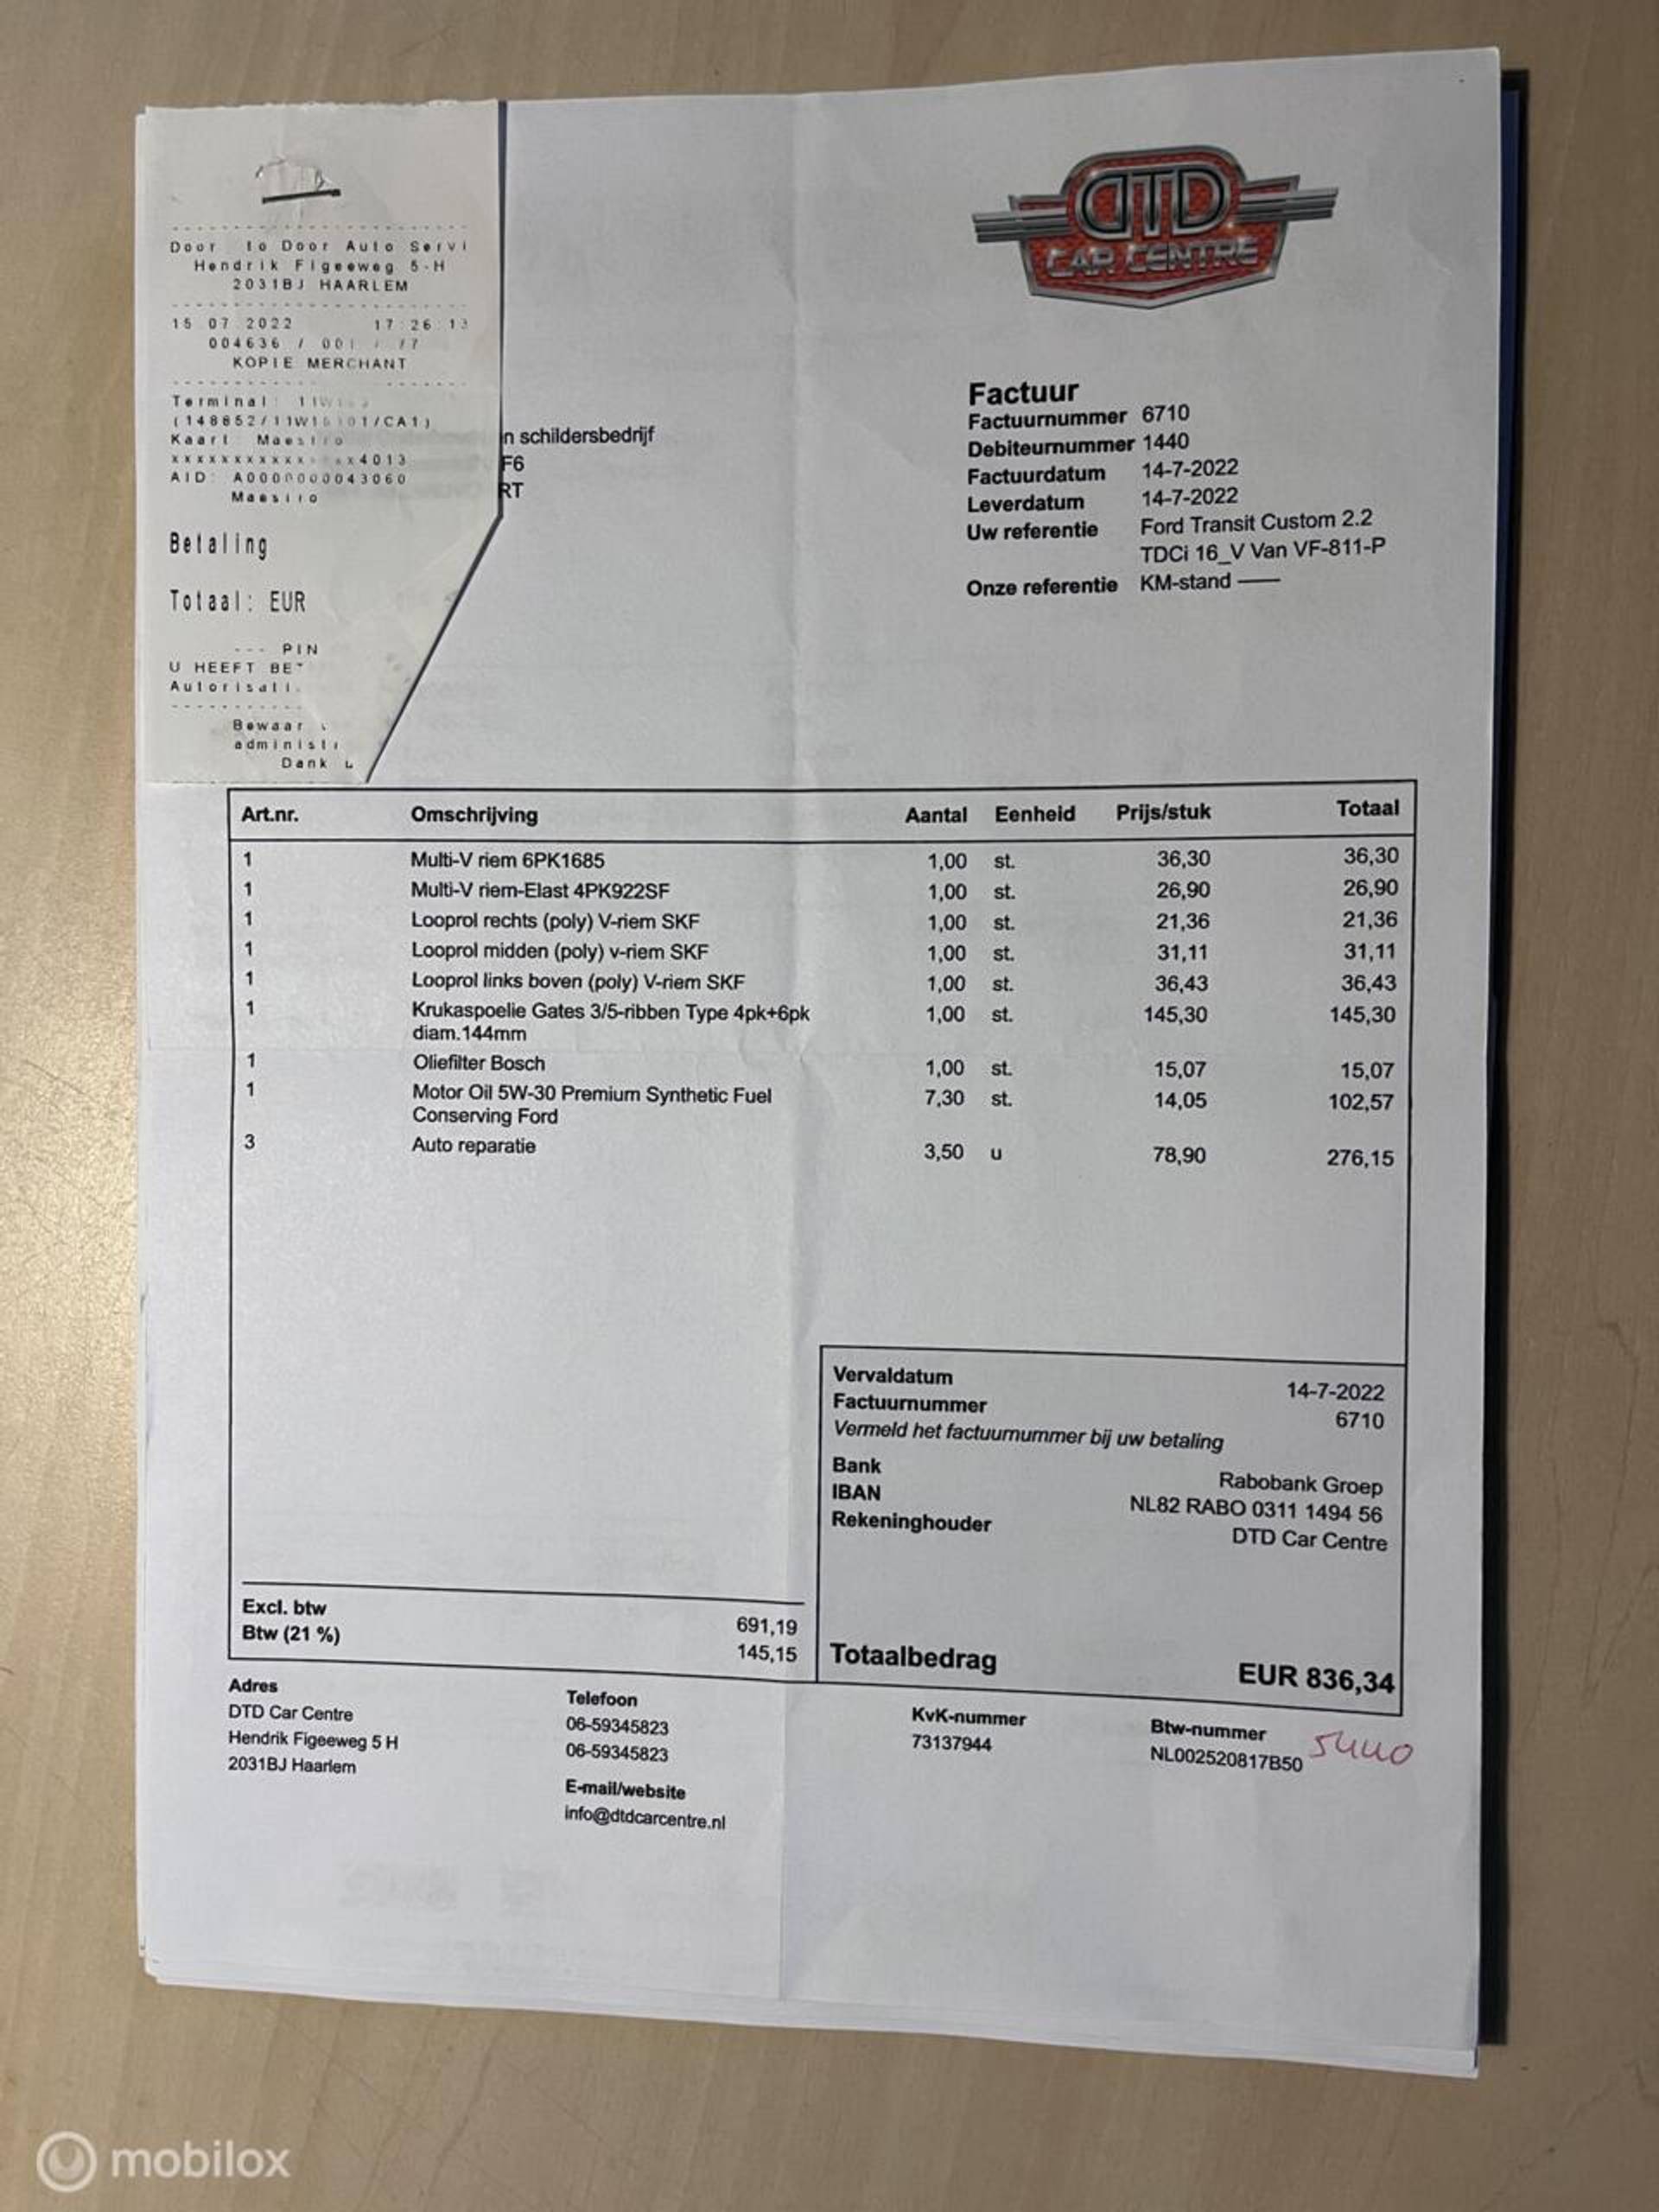 Door to Door Auto Servi
Hendrik Figeeweg 5-H
2031BJ HAARLEM
15 07 2022 17:26:13
004636 / 001 / 77
KOPIE MERCHANT
Terminal:
Kaart: Maestro
4013
AID: A0000000043060
Maestro
Betaling
Totaal: EUR
--- PIN
U HEEFT BE
Autorisati
Bewaar
administr
Dank u
DTD
CAR CENTRE
n schildersbedrijf
F6
RT
Factuur
Factuurnummer 6710
Debiteurnummer 1440
Factuurdatum 14-7-2022
Leverdatum 14-7-2022
Uw referentie Ford Transit Custom 2.2
TDCi 16_V Van VF-811-P
Onze referentie KM-stand ——
Art.nr. Omschrijving Aantal Eenheid Prijs/stuk Totaal
1 Multi-V riem 6PK1685 1,00 st. 36,30 36,30
1 Multi-V riem-Elast 4PK922SF 1,00 st. 26,90 26,90
1 Looprol rechts (poly) V-riem SKF 1,00 st. 21,36 21,36
1 Looprol midden (poly) v-riem SKF 1,00 st. 31,11 31,11
1 Looprol links boven (poly) V-riem SKF 1,00 st. 36,43 36,43
1 Krukaspoelie Gates 3/5-ribben Type 4pk+6pk 1,00 st. 145,30 145,30
diam.144mm
1 Oliefilter Bosch 1,00 st. 15,07 15,07
1 Motor Oil 5W-30 Premium Synthetic Fuel 7,30 st. 14,05 102,57
Conserving Ford
3 Auto reparatie 3,50 u 78,90 276,15
Vervaldatum 14-7-2022
Factuurnummer 6710
Vermeld het factuurnummer bij uw betaling
Bank Rabobank Groep
IBAN NL82 RABO 0311 1494 56
Rekeninghouder DTD Car Centre
Excl. btw 691,19
Btw (21 %) 145,15
Totaalbedrag EUR 836,34
Adres
DTD Car Centre
Hendrik Figeeweg 5 H
2031BJ Haarlem
Telefoon
06-59345823
06-59345823
E-mail/website
info@dtdcarcentre.nl
KvK-nummer
73137944
Btw-nummer
NL002520817B50
5440
mobilox